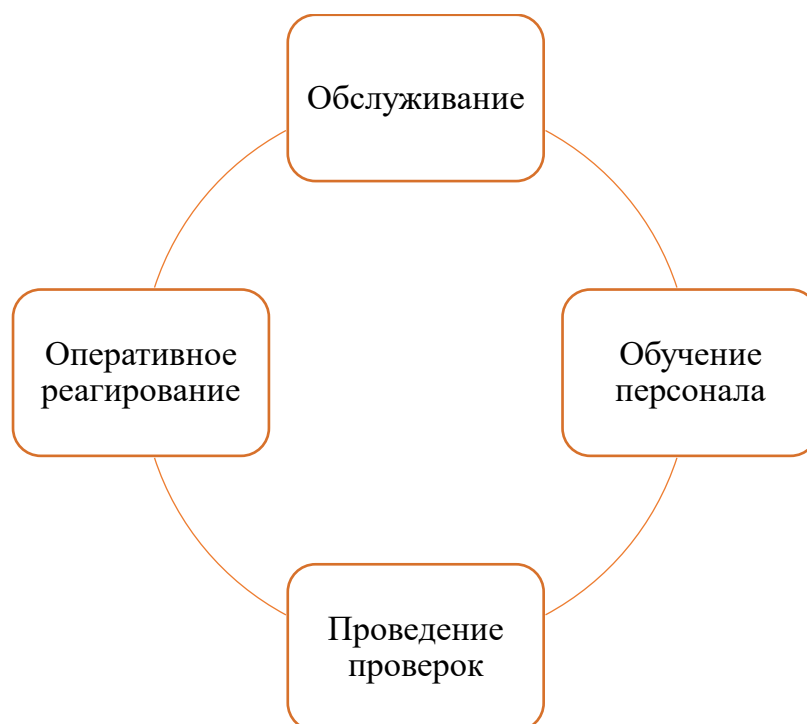 Обслуживание
Оперативное
реагирование
Обучение
персонала
Проведение
проверок